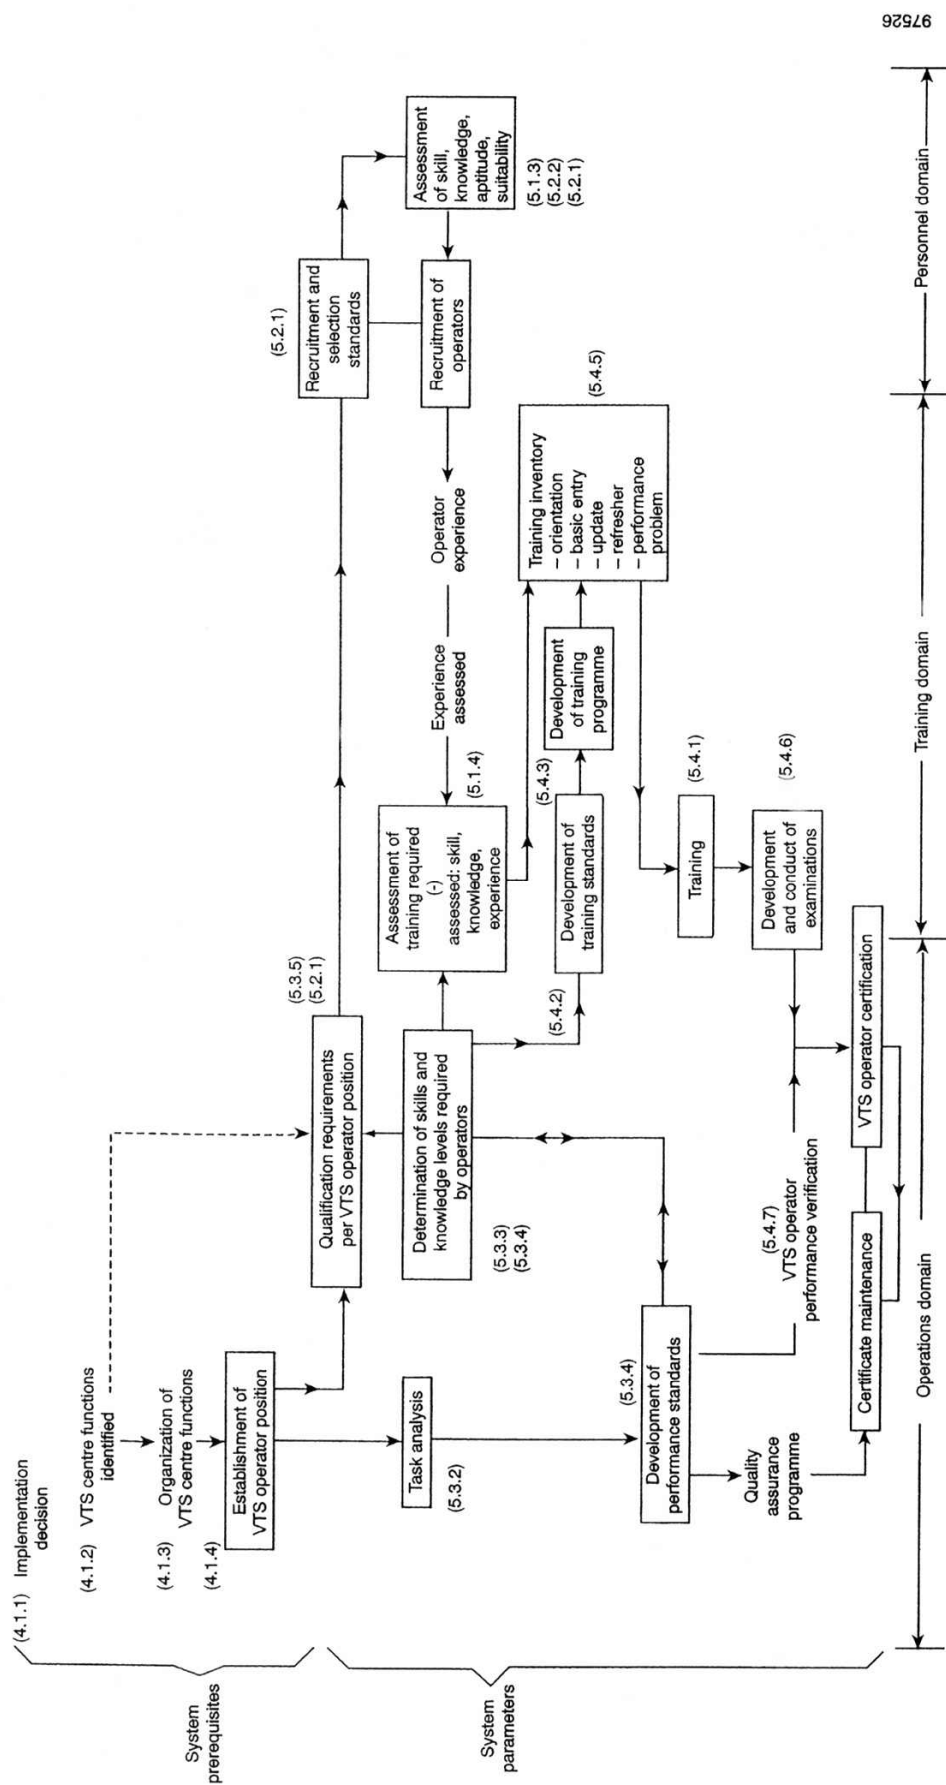 (4.1.1) Implementation
decision
(4.1.2) VTS centre functions
identified
(4.1.3) Organization of
VTS centre functions
(4.1.4)
Establishment of
VTS operator position
System
prerequisites
Qualification requirements
per VTS operator position
(5.3.5)
(5.2.1)
(5.2.1)
Recruitment and
selection
standards
Task analysis
(5.3.2)
Determination of skills and
knowledge levels required
by operators
(5.3.3)
(5.3.4)
Assessment of
training required
(-)
assessed: skill,
knowledge,
experience
(5.1.4)
Experience
assessed
Operator
experience
Recruitment of
operators
Assessment
of skill,
knowledge,
aptitude,
suitability
(5.1.3)
(5.2.2)
(5.2.1)
System
parameters
(5.4.2)
Development of
training standards
(5.4.3)
Development
of training
programme
Training inventory
– orientation
– basic entry
– update
– refresher
– performance
problem
(5.4.5)
(5.3.4)
Development of
performance standards
Training
(5.4.1)
Quality
assurance
programme
(5.4.7)
VTS operator
performance verification
Development
and conduct of
examinations
(5.4.6)
Certificate maintenance
VTS operator certification
Operations domain
Training domain
Personnel domain
97526